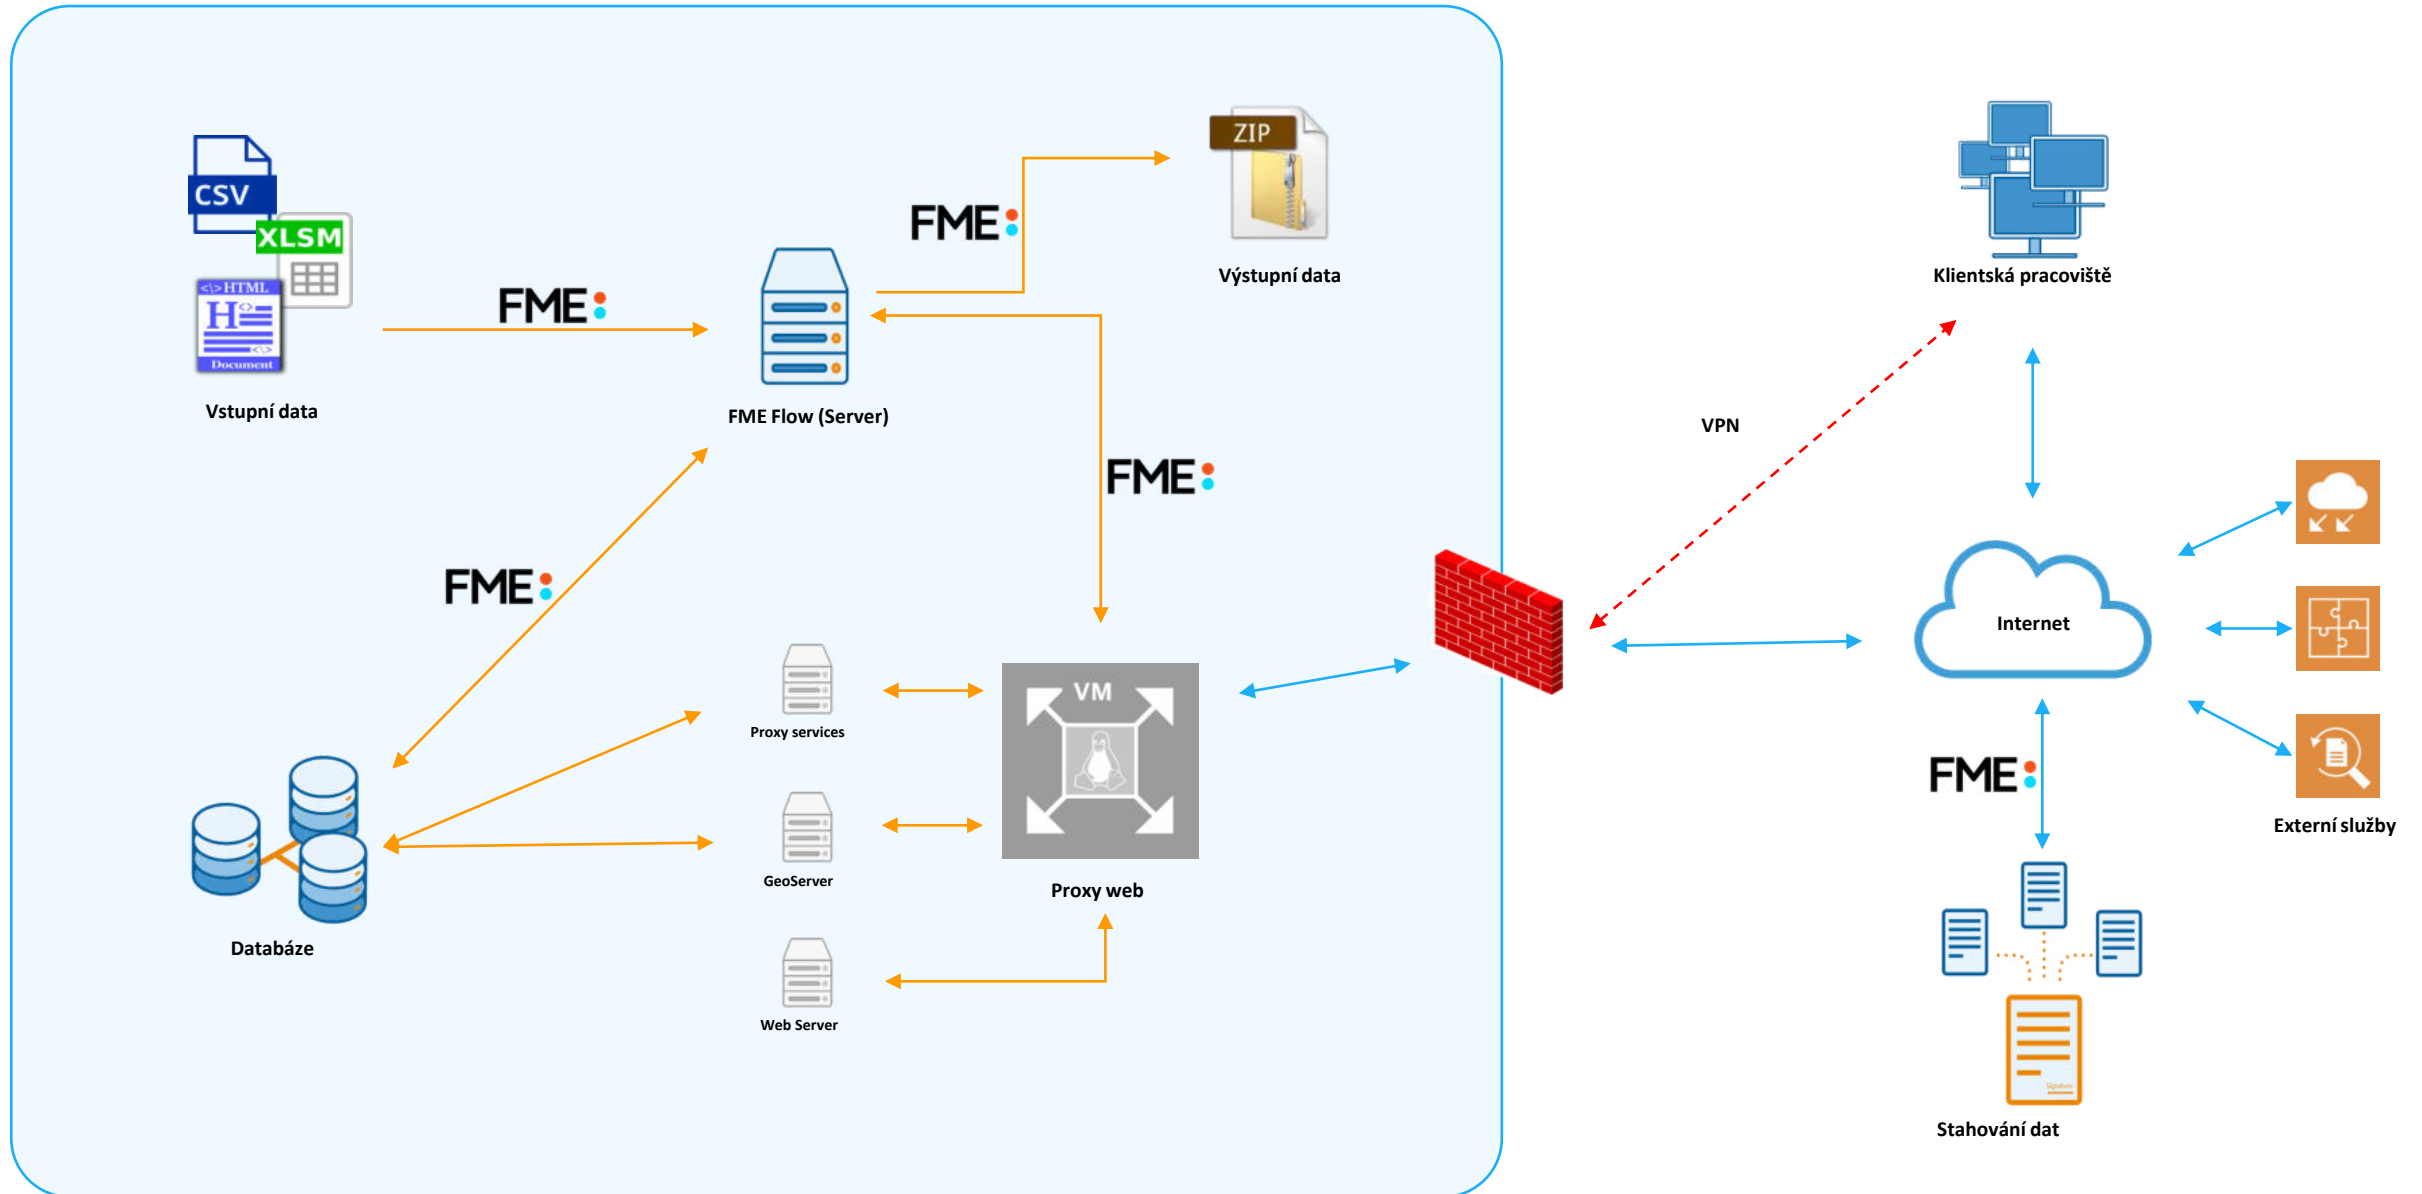 CSV
XLSM
<\>HTML
H<>
<\>
Document
Vstupní data
FME
FME Flow (Server)
FME
ZIP
Výstupní data
FME
FME
Proxy services
GeoServer
Web Server
VM
Proxy web
Databáze
VPN
Klientská pracoviště
Internet
Externí služby
FME
Signature
Stahování dat